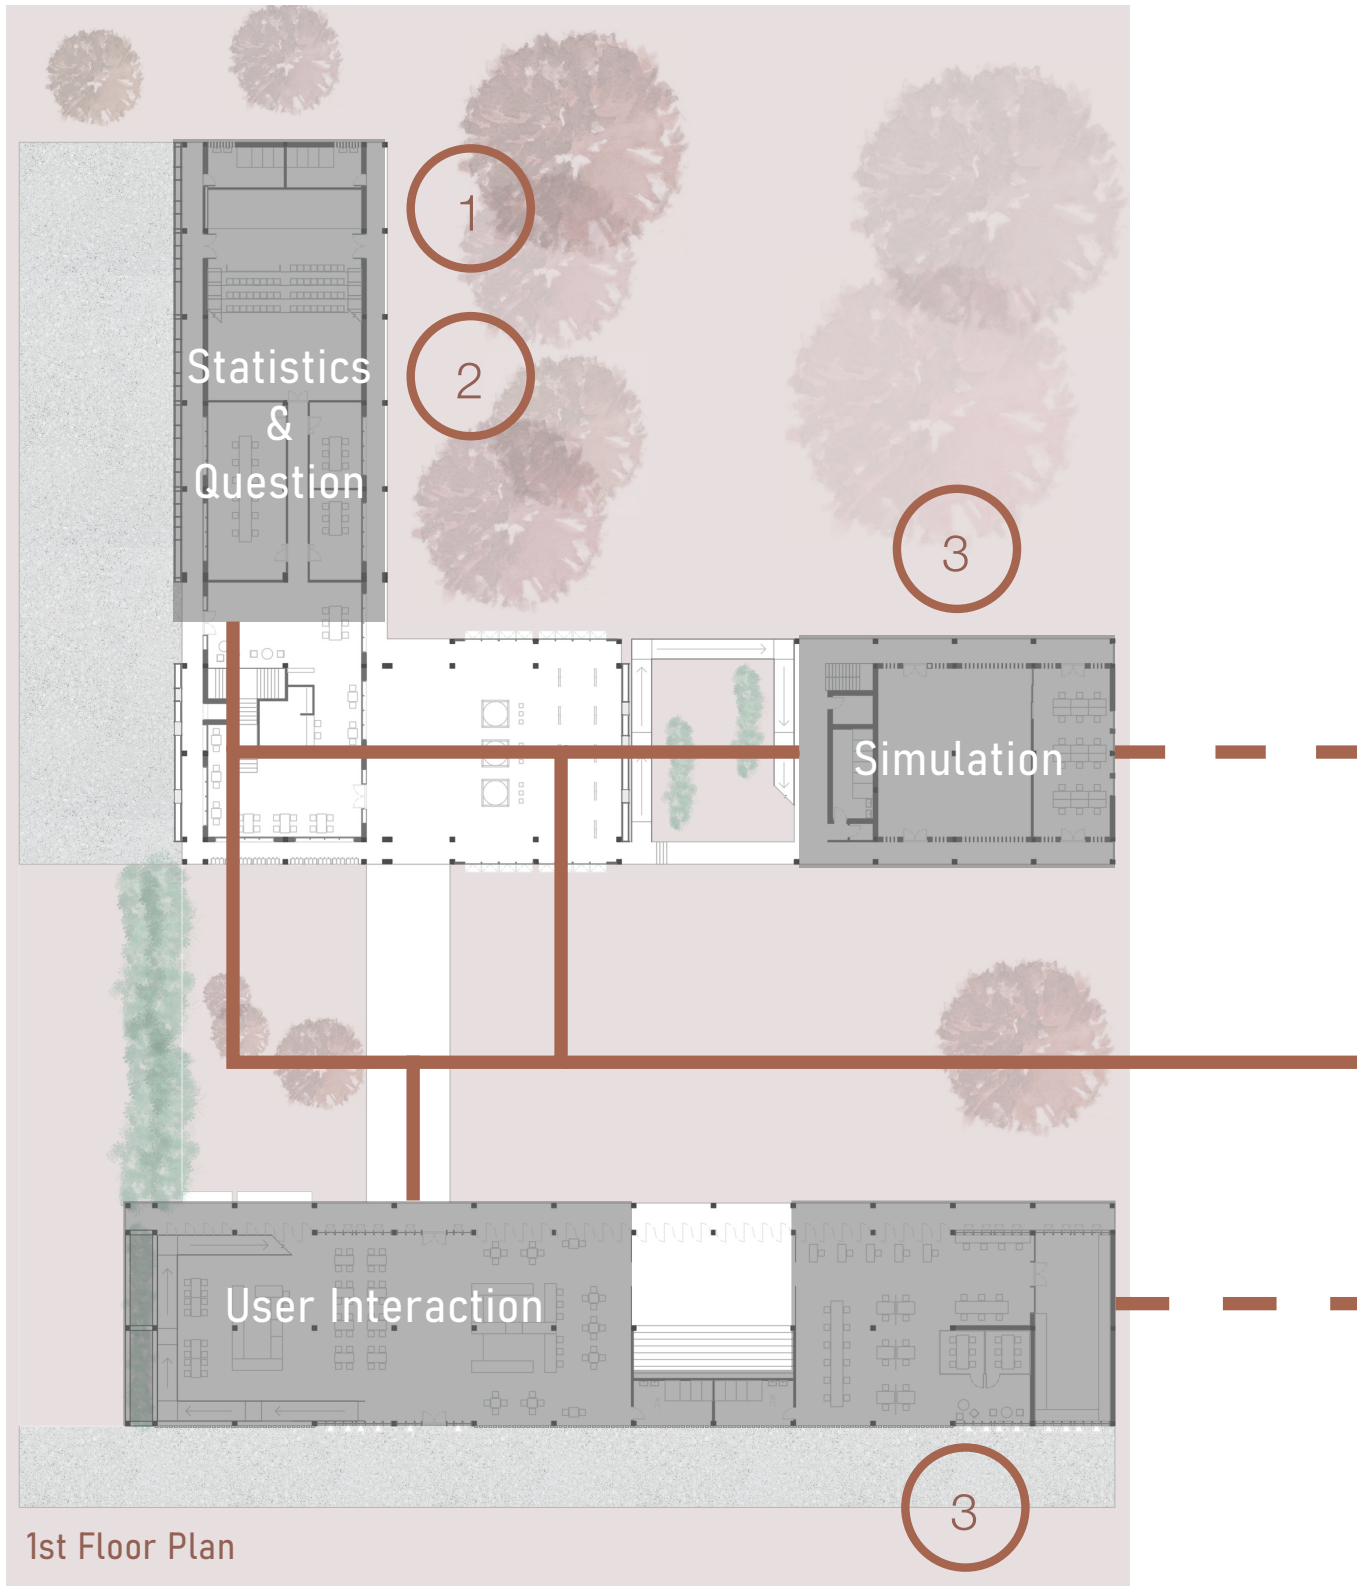 1
Statistics
&
Question
2
3
Simulation
User Interaction
3
1st Floor Plan